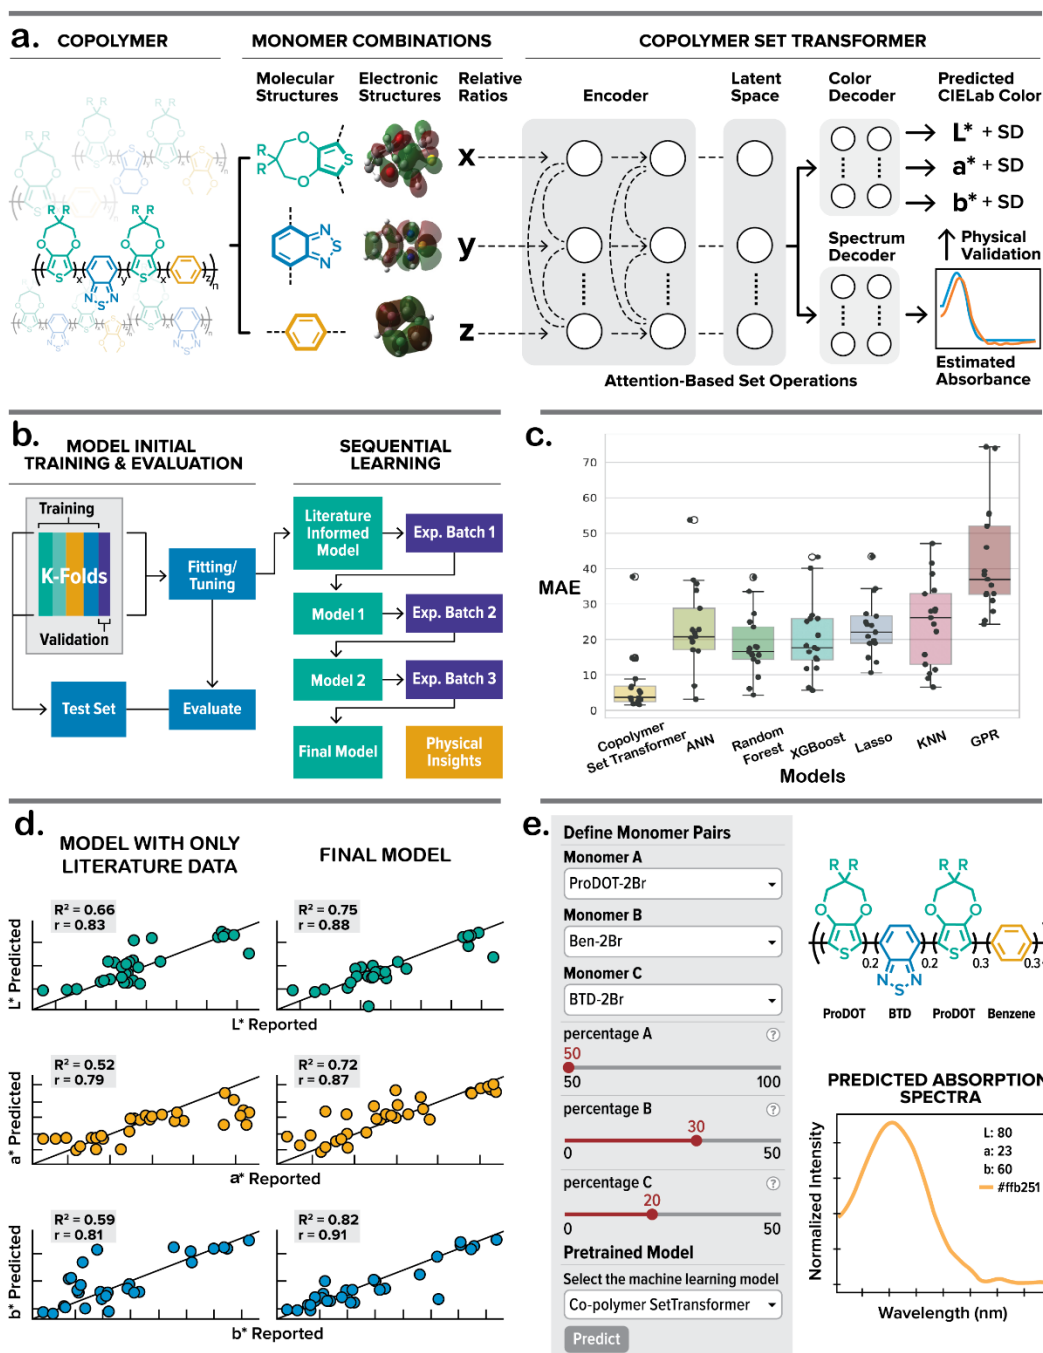 a.
COPOLYMER
MONOMER COMBINATIONS
COPOLYMER SET TRANSFORMER
Molecular
Structures
Electronic
Structures
Relative
Ratios
Encoder
Latent
Space
Color
Decoder
Predicted
CIELab Color
R R
O O
S
x
y
z
N
S
N
L* + SD
a* + SD
b* + SD
Spectrum
Decoder
Physical
Validation
Estimated
Absorbance
Attention-Based Set Operations
R R R R
O O O O
S x y S x z n
N S N
b.
MODEL INITIAL
TRAINING & EVALUATION
SEQUENTIAL
LEARNING
Training
K-Folds
Validation
Fitting/
Tuning
Test Set
Evaluate
Literature
Informed
Model
Exp. Batch 1
Model 1
Exp. Batch 2
Model 2
Exp. Batch 3
Final Model
Physical
Insights
c.
MAE
70
60
50
40
30
20
10
0
Copolymer
Set Transformer
ANN
Random
Forest
XGBoost
Lasso
KNN
GPR
Models
d.
MODEL WITH ONLY
LITERATURE DATA
FINAL MODEL
R² = 0.66
r = 0.83
R² = 0.75
r = 0.88
L* Predicted
L* Reported
R² = 0.52
r = 0.79
R² = 0.72
r = 0.87
a* Predicted
a* Reported
R² = 0.59
r = 0.81
R² = 0.82
r = 0.91
b* Predicted
b* Reported
e.
Define Monomer Pairs
Monomer A
ProDOT-2Br
Monomer B
Ben-2Br
Monomer C
BTD-2Br
percentage A ?
50
50 100
percentage B ?
30
0 50
percentage C ?
20
0 50
Pretrained Model
Select the machine learning model
Co-polymer SetTransformer
Predict
R R R R
O O O O
S 0.2 0.2 S 0.3 0.3
N S N
ProDOT BTD ProDOT Benzene
PREDICTED ABSORPTION
SPECTRA
Normalized Intensity
L: 80
a: 23
b: 60
#ffb251
Wavelength (nm)